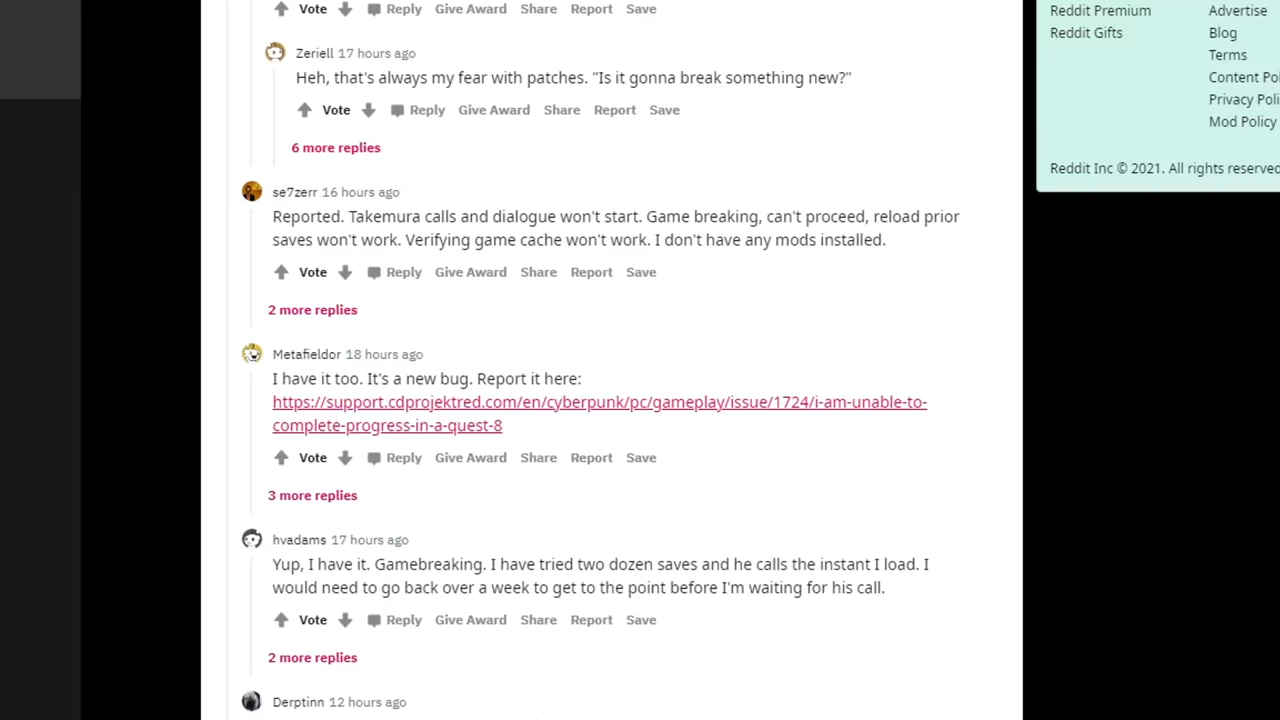 Vote Reply Give Award Share Report Save
Zeriell 17 hours ago
Heh, that's always my fear with patches. "Is it gonna break something new?"
Vote Reply Give Award Share Report Save
6 more replies
se7zerr 16 hours ago
Reported. Takemura calls and dialogue won't start. Game breaking, can't proceed, reload prior
saves won't work. Verifying game cache won't work. I don't have any mods installed.
Vote Reply Give Award Share Report Save
2 more replies
Metafieldor 18 hours ago
I have it too. It's a new bug. Report it here:
https://support.cdprojektred.com/en/cyberpunk/pc/gameplay/issue/1724/i-am-unable-to-
complete-progress-in-a-quest-8
Vote Reply Give Award Share Report Save
3 more replies
hvadams 17 hours ago
Yup, I have it. Gamebreaking. I have tried two dozen saves and he calls the instant I load. I
would need to go back over a week to get to the point before I'm waiting for his call.
Vote Reply Give Award Share Report Save
2 more replies
Derptinn 12 hours ago
Reddit Premium
Reddit Gifts
Advertise
Blog
Terms
Content Pol
Privacy Poli
Mod Policy
Reddit Inc © 2021. All rights reserved